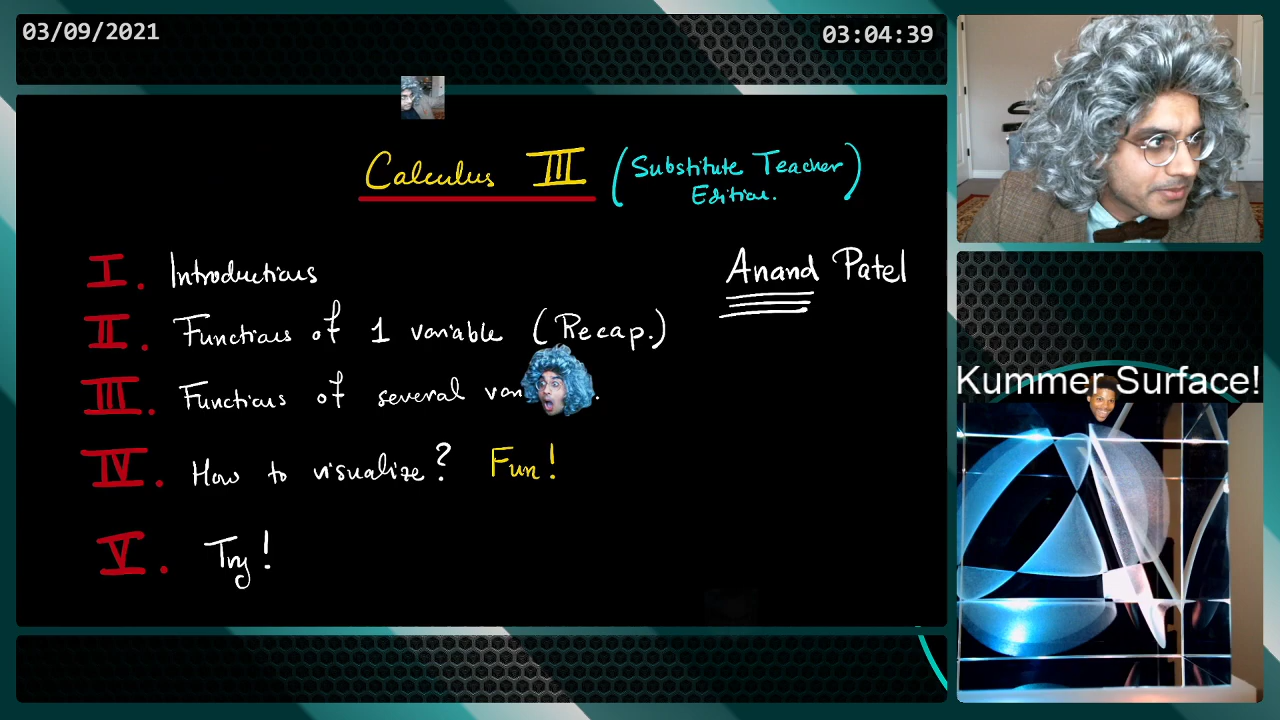 03/09/2021
03:04:39
Calculus III (Substitute Teacher
Edition.)
Anand Patel
I. Introductions
II. Functions of 1 variable (Recap.)
III. Functions of several
IV. How to visualize? Fun!
V. Try!
Kummer Surface!